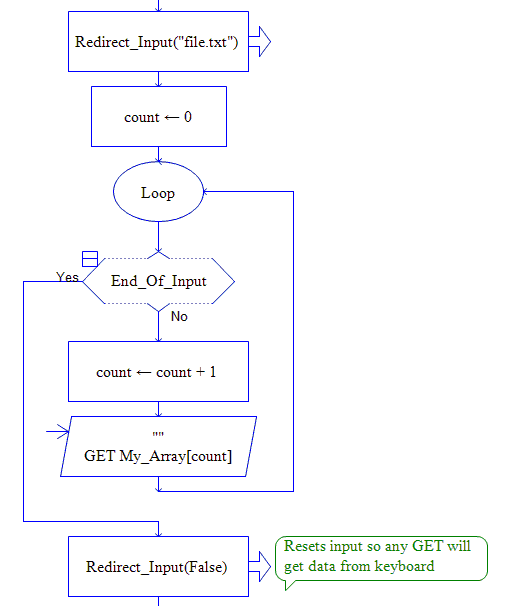 Redirect_Input("file.txt")
count ← 0
Loop
End_Of_Input
Yes
No
count ← count + 1
""
GET My_Array[count]
Redirect_Input(False)
Resets input so any GET will
get data from keyboard